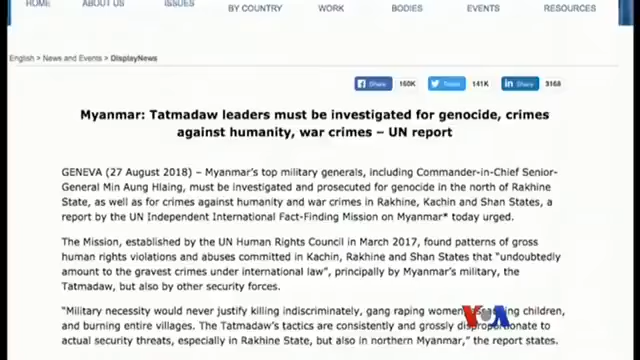 HOME ABOUT US ISSUES BY COUNTRY WORK BODIES EVENTS RESOURCES
English > News and Events > DisplayNews
Share 160K Tweet 141K Share 3168
Myanmar: Tatmadaw leaders must be investigated for genocide, crimes
against humanity, war crimes – UN report
GENEVA (27 August 2018) – Myanmar's top military generals, including Commander-in-Chief Senior-
General Min Aung Hlaing, must be investigated and prosecuted for genocide in the north of Rakhine
State, as well as for crimes against humanity and war crimes in Rakhine, Kachin and Shan States, a
report by the UN Independent International Fact-Finding Mission on Myanmar* today urged.
The Mission, established by the UN Human Rights Council in March 2017, found patterns of gross
human rights violations and abuses committed in Kachin, Rakhine and Shan States that "undoubtedly
amount to the gravest crimes under international law", principally by Myanmar's military, the
Tatmadaw, but also by other security forces.
"Military necessity would never justify killing indiscriminately, gang raping women, children,
and burning entire villages. The Tatmadaw's tactics are consistently and grossly disproportionate to
actual security threats, especially in Rakhine State, but also in northern Myanmar," the report states.
VOA